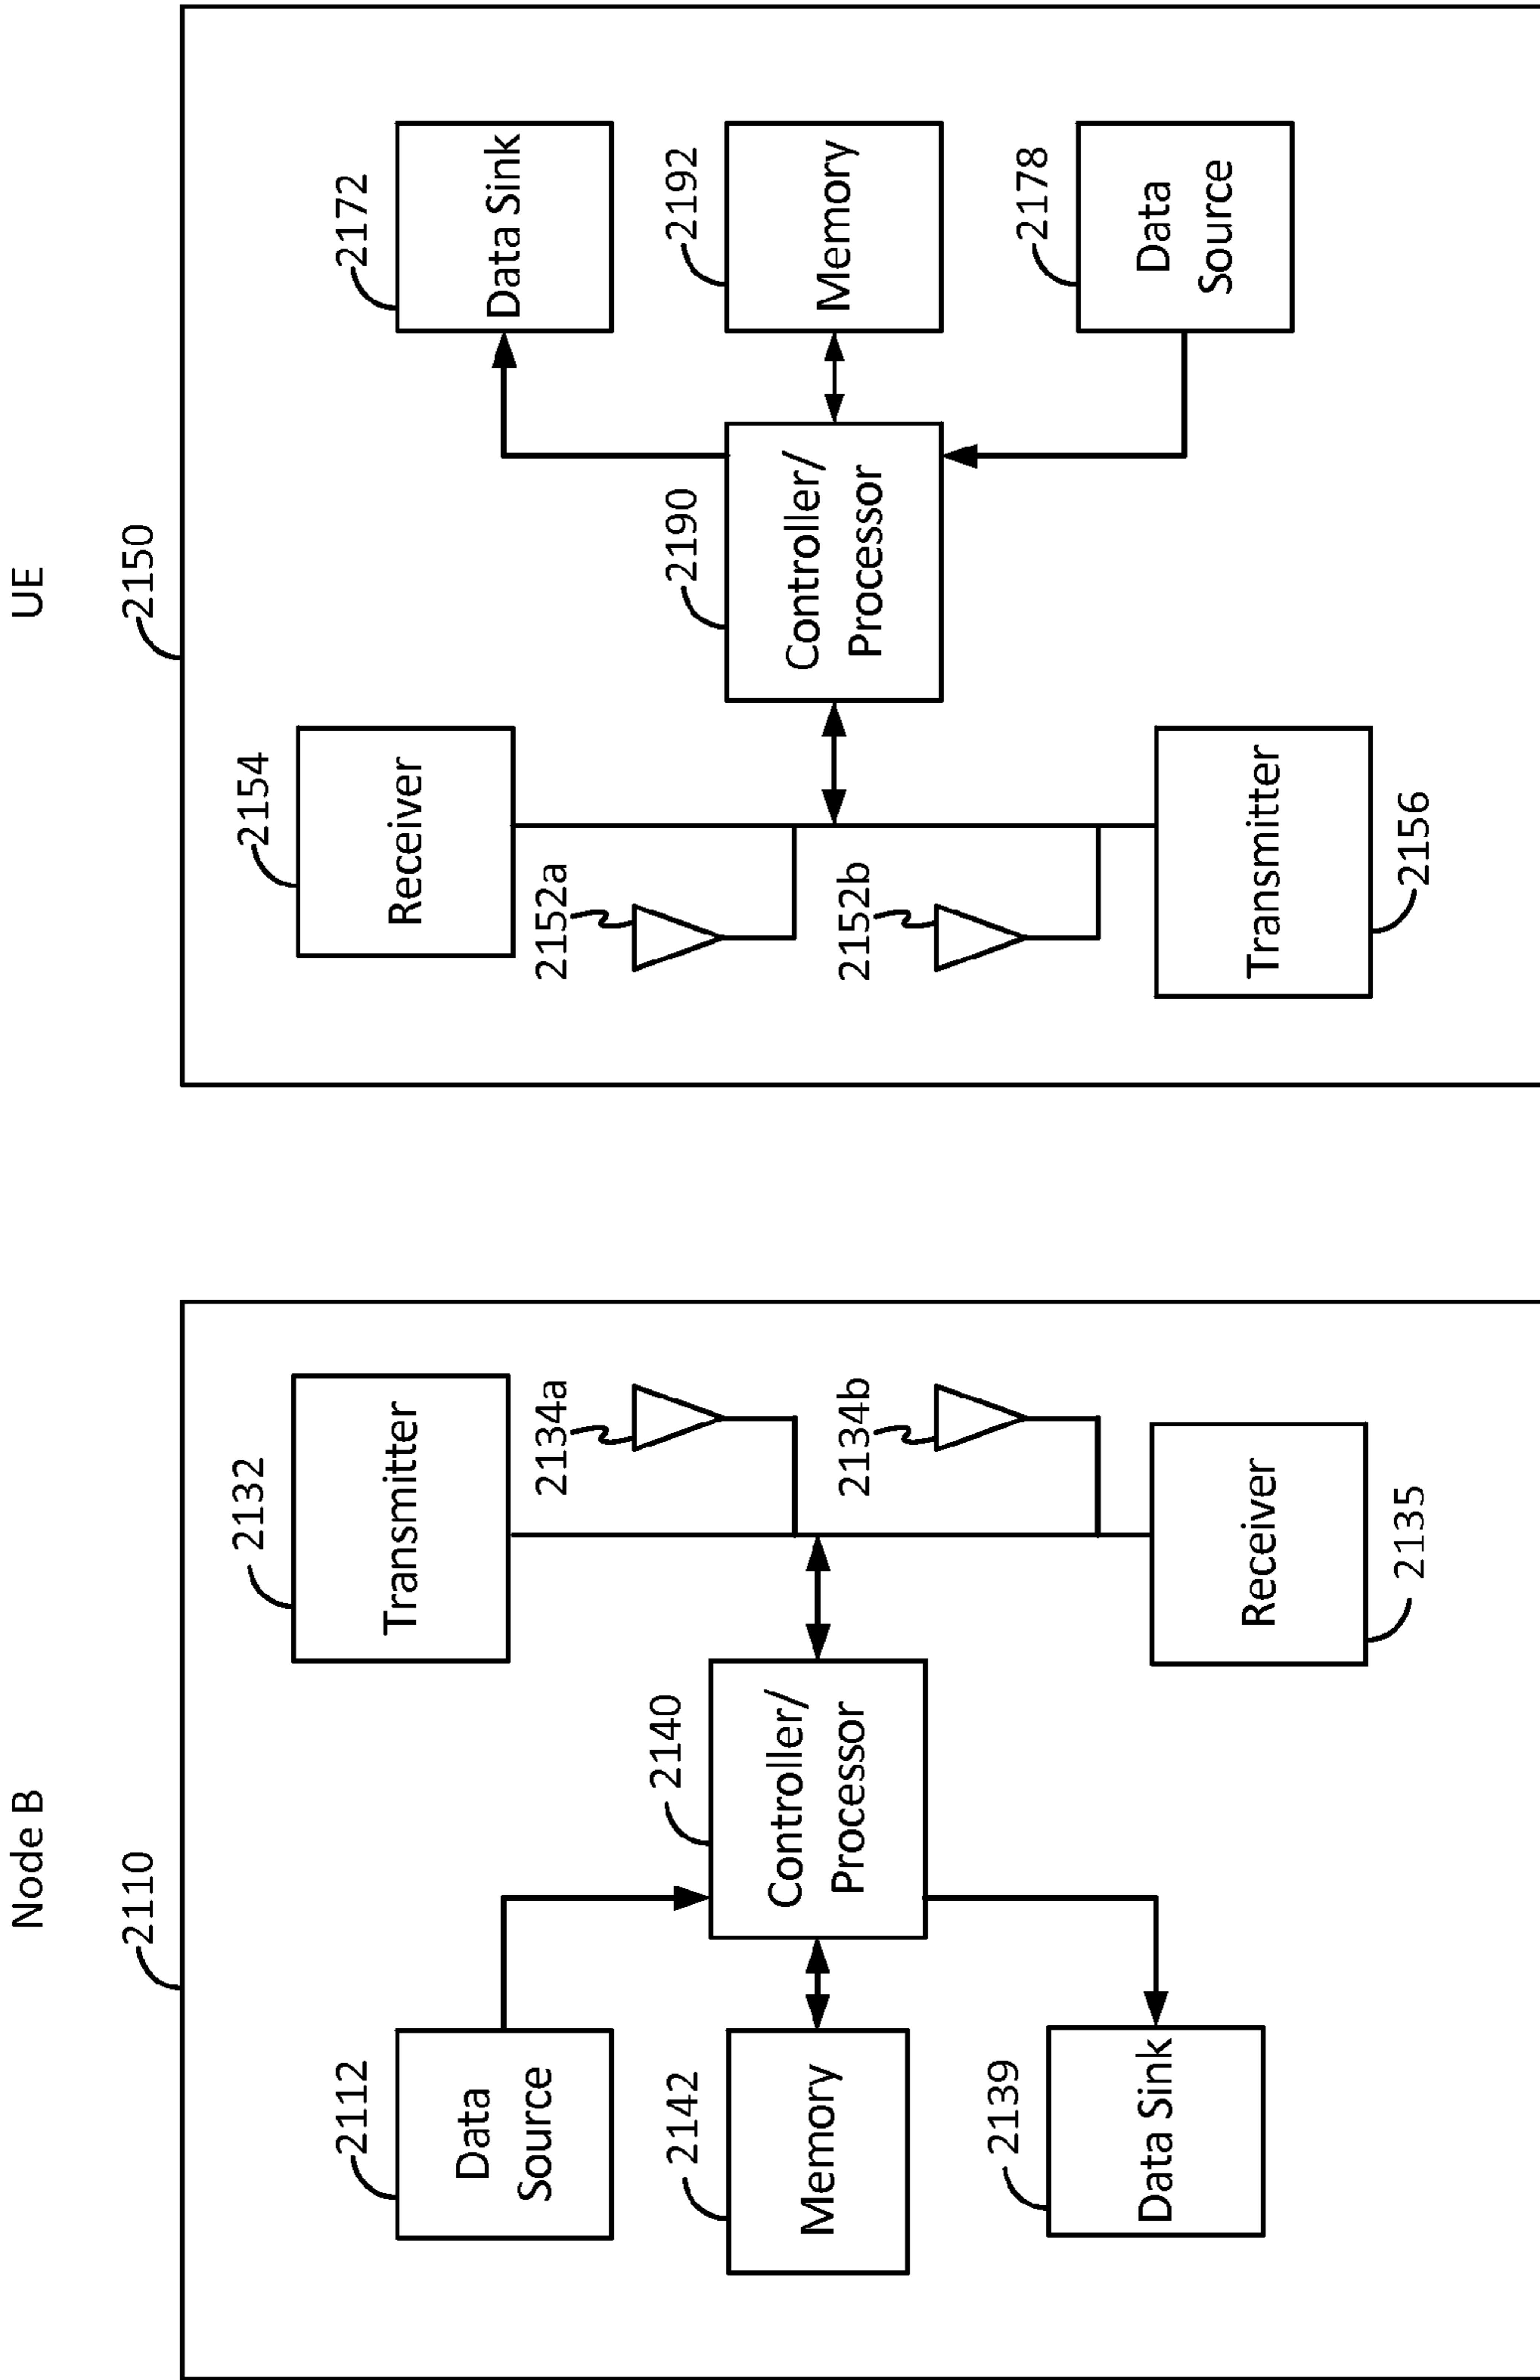 Node B
2110
2112
Data
Source
2142
Memory
2139
Data Sink
2140
Controller/
Processor
2132
Transmitter
2134a
2134b
Receiver
2135
UE
2150
2154
Receiver
2152a
2152b
Transmitter
2156
2190
Controller/
Processor
2172
Data Sink
2192
Memory
2178
Data
Source